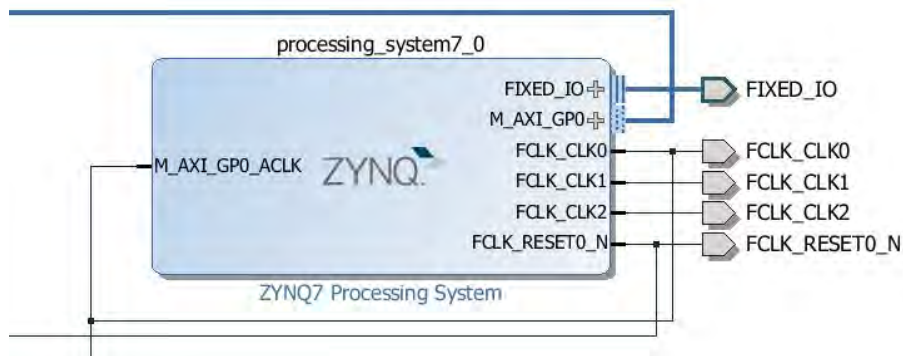 processing_system7_0
FIXED_IO
FIXED_IO
M_AXI_GP0
FCLK_CLK0
FCLK_CLK0
M_AXI_GP0_ACLK
ZYNQ
FCLK_CLK1
FCLK_CLK1
FCLK_CLK2
FCLK_CLK2
FCLK_RESET0_N
FCLK_RESET0_N
ZYNQ7 Processing System